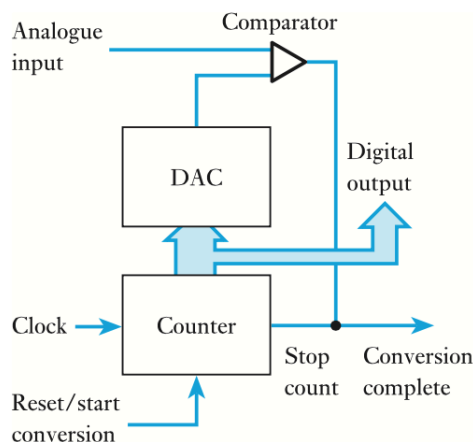 Comparator
Analogue
input
DAC
Digital
output
Clock
Counter
Stop
count
Conversion
complete
Reset/start
conversion